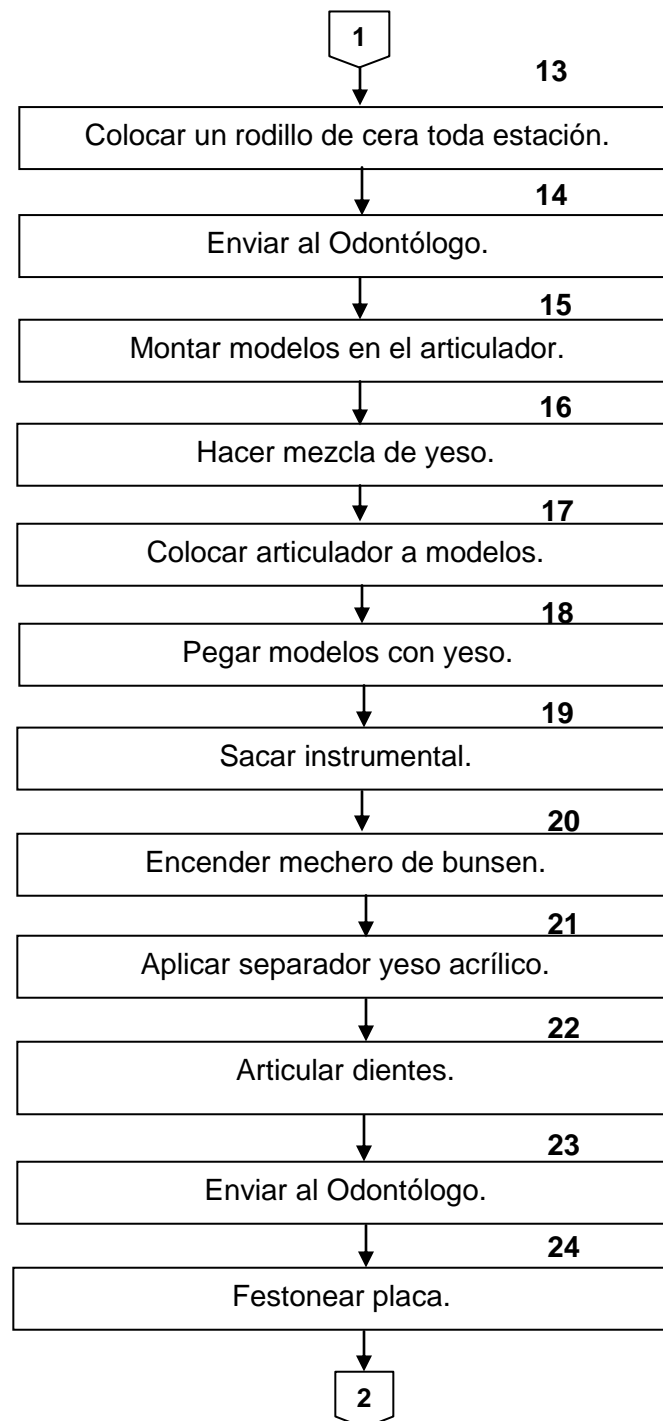 1
13
Colocar un rodillo de cera toda estación.
14
Enviar al Odontólogo.
15
Montar modelos en el articulador.
16
Hacer mezcla de yeso.
17
Colocar articulador a modelos.
18
Pegar modelos con yeso.
19
Sacar instrumental.
20
Encender mechero de bunsen.
21
Aplicar separador yeso acrílico.
22
Articular dientes.
23
Enviar al Odontólogo.
24
Festonear placa.
2